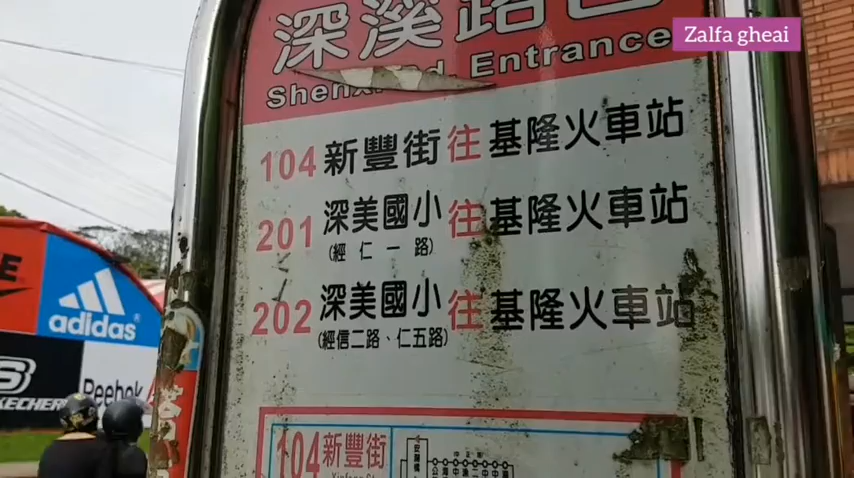 Zalfa gheai
深溪路口
Entrance
104 新豐街往基隆火車站
201 深美國小往基隆火車站
(經仁一路)
202 深美國小往基隆火車站
(經信二路、仁五路)
104 新豐街
adidas
Reebok
KECHERS